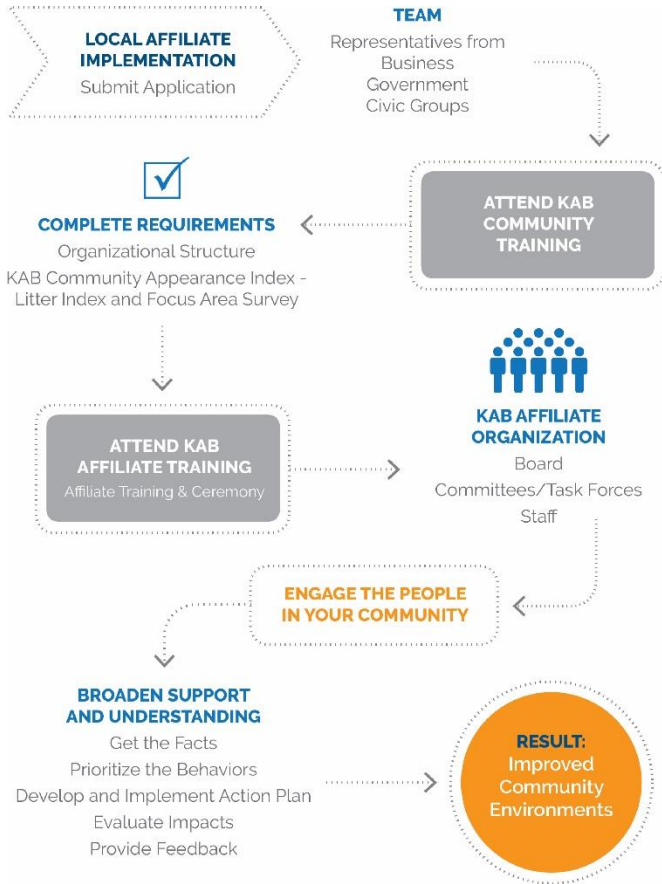 LOCAL AFFILIATE
IMPLEMENTATION
Submit Application
TEAM
Representatives from
Business
Government
Civic Groups
ATTEND KAB
COMMUNITY
TRAINING
COMPLETE REQUIREMENTS
Organizational Structure
KAB Community Appearance Index -
Litter Index and Focus Area Survey
ATTEND KAB
AFFILIATE TRAINING
Affiliate Training & Ceremony
KAB AFFILIATE
ORGANIZATION
Board
Committees/Task Forces
Staff
ENGAGE THE PEOPLE
IN YOUR COMMUNITY
BROADEN SUPPORT
AND UNDERSTANDING
Get the Facts
Prioritize the Behaviors
Develop and Implement Action Plan
Evaluate Impacts
Provide Feedback
RESULT:
Improved
Community
Environments